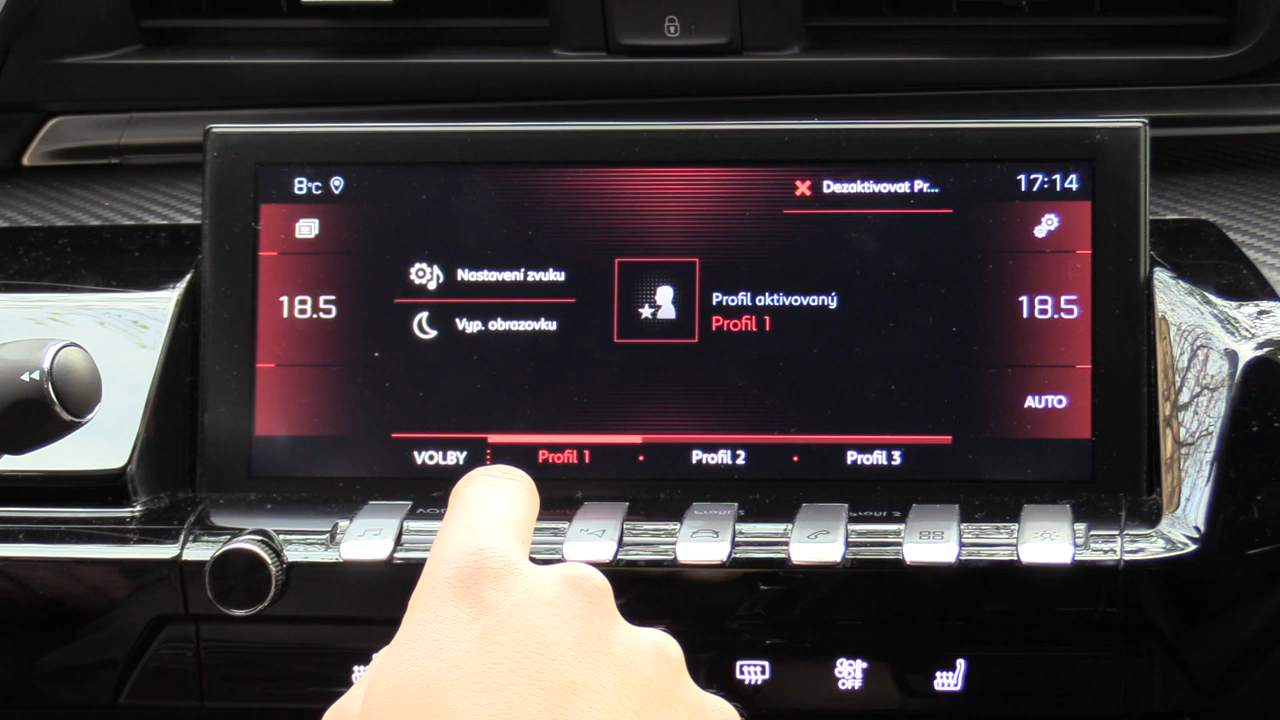 8°C
Dezaktivovat Pr...
17:14
Nastavení zvuku
18.5
Profil aktivovaný
18.5
Vyp. obrazovku
Profil 1
AUTO
VOLBY
Profil 1
Profil 2
Profil 3
N
OFF